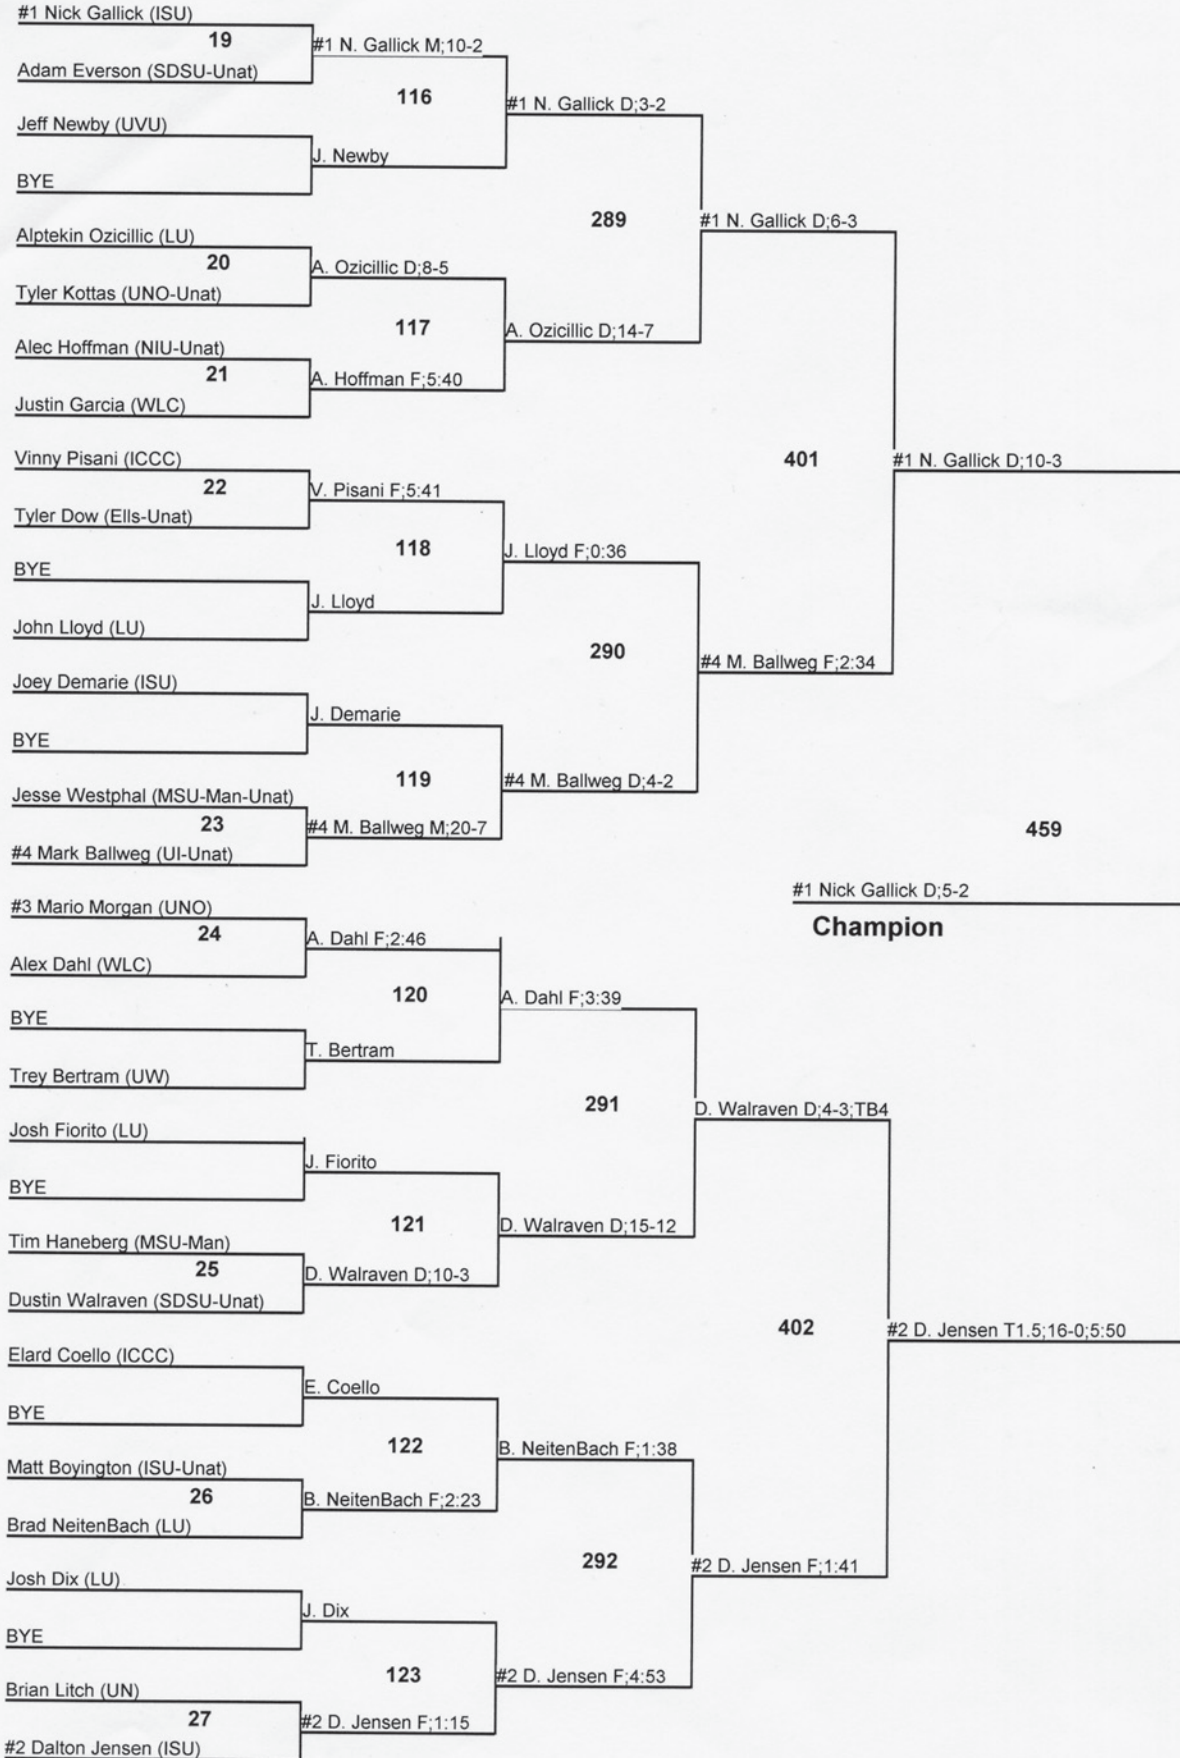 #1 Nick Gallick (ISU)
19
#1 N. Gallick M;10-2
Adam Everson (SDSU-Unat)
116
#1 N. Gallick D;3-2
Jeff Newby (UVU)
J. Newby
BYE
289
#1 N. Gallick D;6-3
Alptekin Ozicillic (LU)
20
A. Ozicillic D;8-5
Tyler Kottas (UNO-Unat)
117
A. Ozicillic D;14-7
Alec Hoffman (NIU-Unat)
21
A. Hoffman F;5:40
Justin Garcia (WLC)
401
#1 N. Gallick D;10-3
Vinny Pisani (ICCC)
22
V. Pisani F;5:41
Tyler Dow (Ells-Unat)
118
J. Lloyd F;0:36
BYE
J. Lloyd
John Lloyd (LU)
290
#4 M. Ballweg F;2:34
Joey Demarie (ISU)
J. Demarie
BYE
119
#4 M. Ballweg D;4-2
Jesse Westphal (MSU-Man-Unat)
23
#4 M. Ballweg M;20-7
#4 Mark Ballweg (UI-Unat)
459
#1 Nick Gallick D;5-2
Champion
#3 Mario Morgan (UNO)
24
A. Dahl F;2:46
Alex Dahl (WLC)
120
A. Dahl F;3:39
BYE
T. Bertram
Trey Bertram (UW)
291
D. Walraven D;4-3;TB4
Josh Fiorito (LU)
J. Fiorito
BYE
121
D. Walraven D;15-12
Tim Haneberg (MSU-Man)
25
D. Walraven D;10-3
Dustin Walraven (SDSU-Unat)
402
#2 D. Jensen T1.5;16-0;5:50
Elard Coello (ICCC)
E. Coello
BYE
122
B. NeitenBach F;1:38
Matt Boyington (ISU-Unat)
26
B. NeitenBach F;2:23
Brad NeitenBach (LU)
292
#2 D. Jensen F;1:41
Josh Dix (LU)
J. Dix
BYE
123
#2 D. Jensen F;4:53
Brian Litch (UN)
27
#2 D. Jensen F;1:15
#2 Dalton Jensen (ISU)